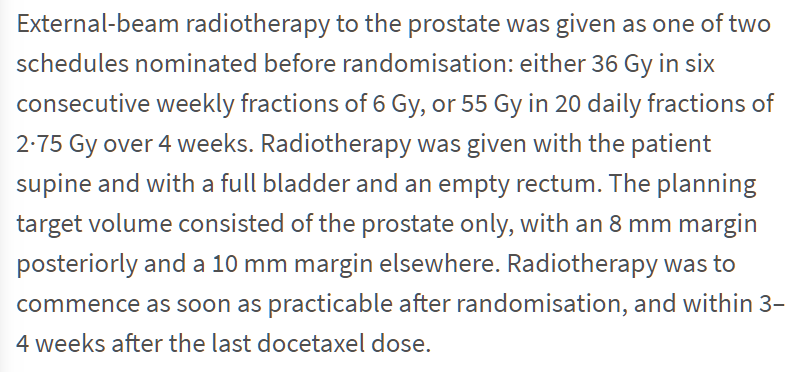 External-beam radiotherapy to the prostate was given as one of two
schedules nominated before randomisation: either 36 Gy in six
consecutive weekly fractions of 6 Gy, or 55 Gy in 20 daily fractions of
2·75 Gy over 4 weeks. Radiotherapy was given with the patient
supine and with a full bladder and an empty rectum. The planning
target volume consisted of the prostate only, with an 8 mm margin
posteriorly and a 10 mm margin elsewhere. Radiotherapy was to
commence as soon as practicable after randomisation, and within 3–
4 weeks after the last docetaxel dose.